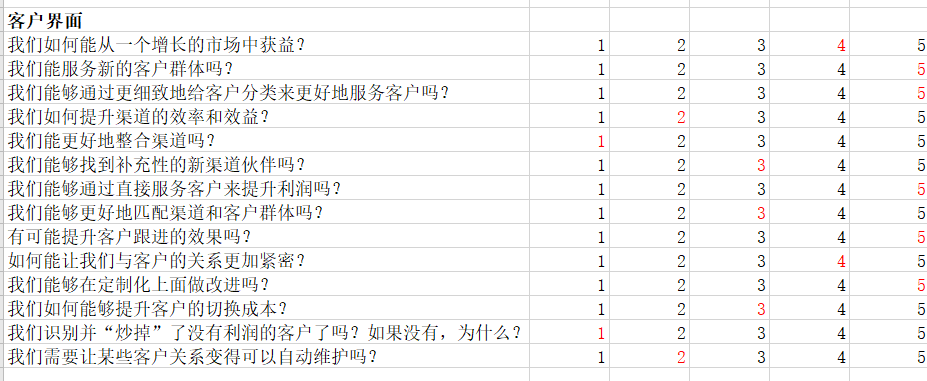 客户界面
我们如何能从一个增长的市场中获益? 1 2 3 4 5
我们能服务新的客户群体吗? 1 2 3 4 5
我们能够通过更细致地给客户分类来更好地服务客户吗? 1 2 3 4 5
我们如何提升渠道的效率和效益? 1 2 3 4 5
我们能更好地整合渠道吗? 1 2 3 4 5
我们能够找到补充性的新渠道伙伴吗? 1 2 3 4 5
我们能够通过直接服务客户来提升利润吗? 1 2 3 4 5
我们能够更好地匹配渠道和客户群体吗? 1 2 3 4 5
有可能提升客户跟进的效果吗? 1 2 3 4 5
如何能让我们与客户的关系更加紧密? 1 2 3 4 5
我们能够在定制化上面做改进吗? 1 2 3 4 5
我们如何能够提升客户的切换成本? 1 2 3 4 5
我们识别并“炒掉”了没有利润的客户了吗?如果没有,为什么? 1 2 3 4 5
我们需要让某些客户关系变得可以自动维护吗? 1 2 3 4 5